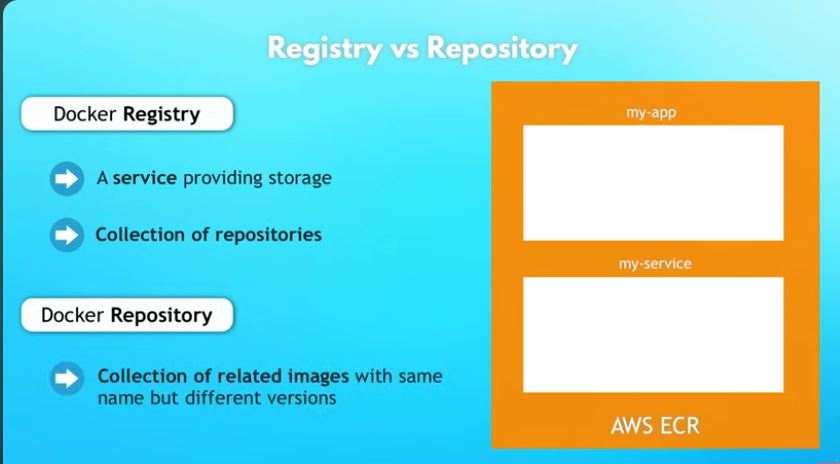 Registry vs Repository
Docker Registry
A service providing storage
Collection of repositories
Docker Repository
Collection of related images with same
name but different versions
my-app
my-service
AWS ECR